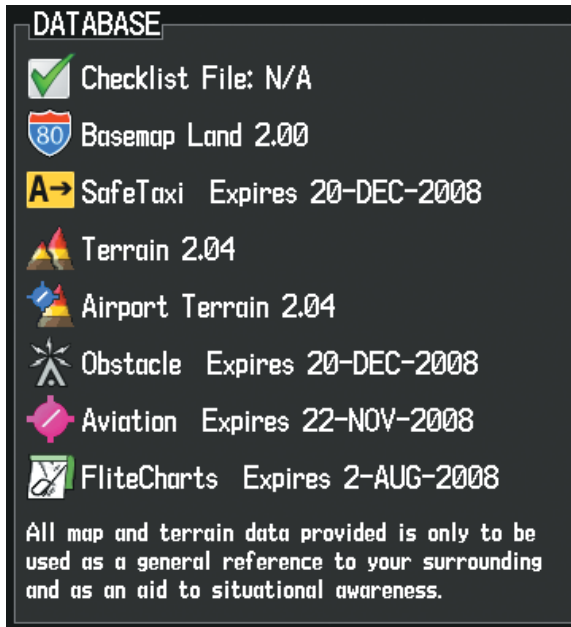 DATABASE
Checklist File: N/A
80 Basemap Land 2.00
A→ SafeTaxi Expires 20-DEC-2008
Terrain 2.04
Airport Terrain 2.04
Obstacle Expires 20-DEC-2008
Aviation Expires 22-NOV-2008
FliteCharts Expires 2-AUG-2008
All map and terrain data provided is only to be
used as a general reference to your surrounding
and as an aid to situational awareness.